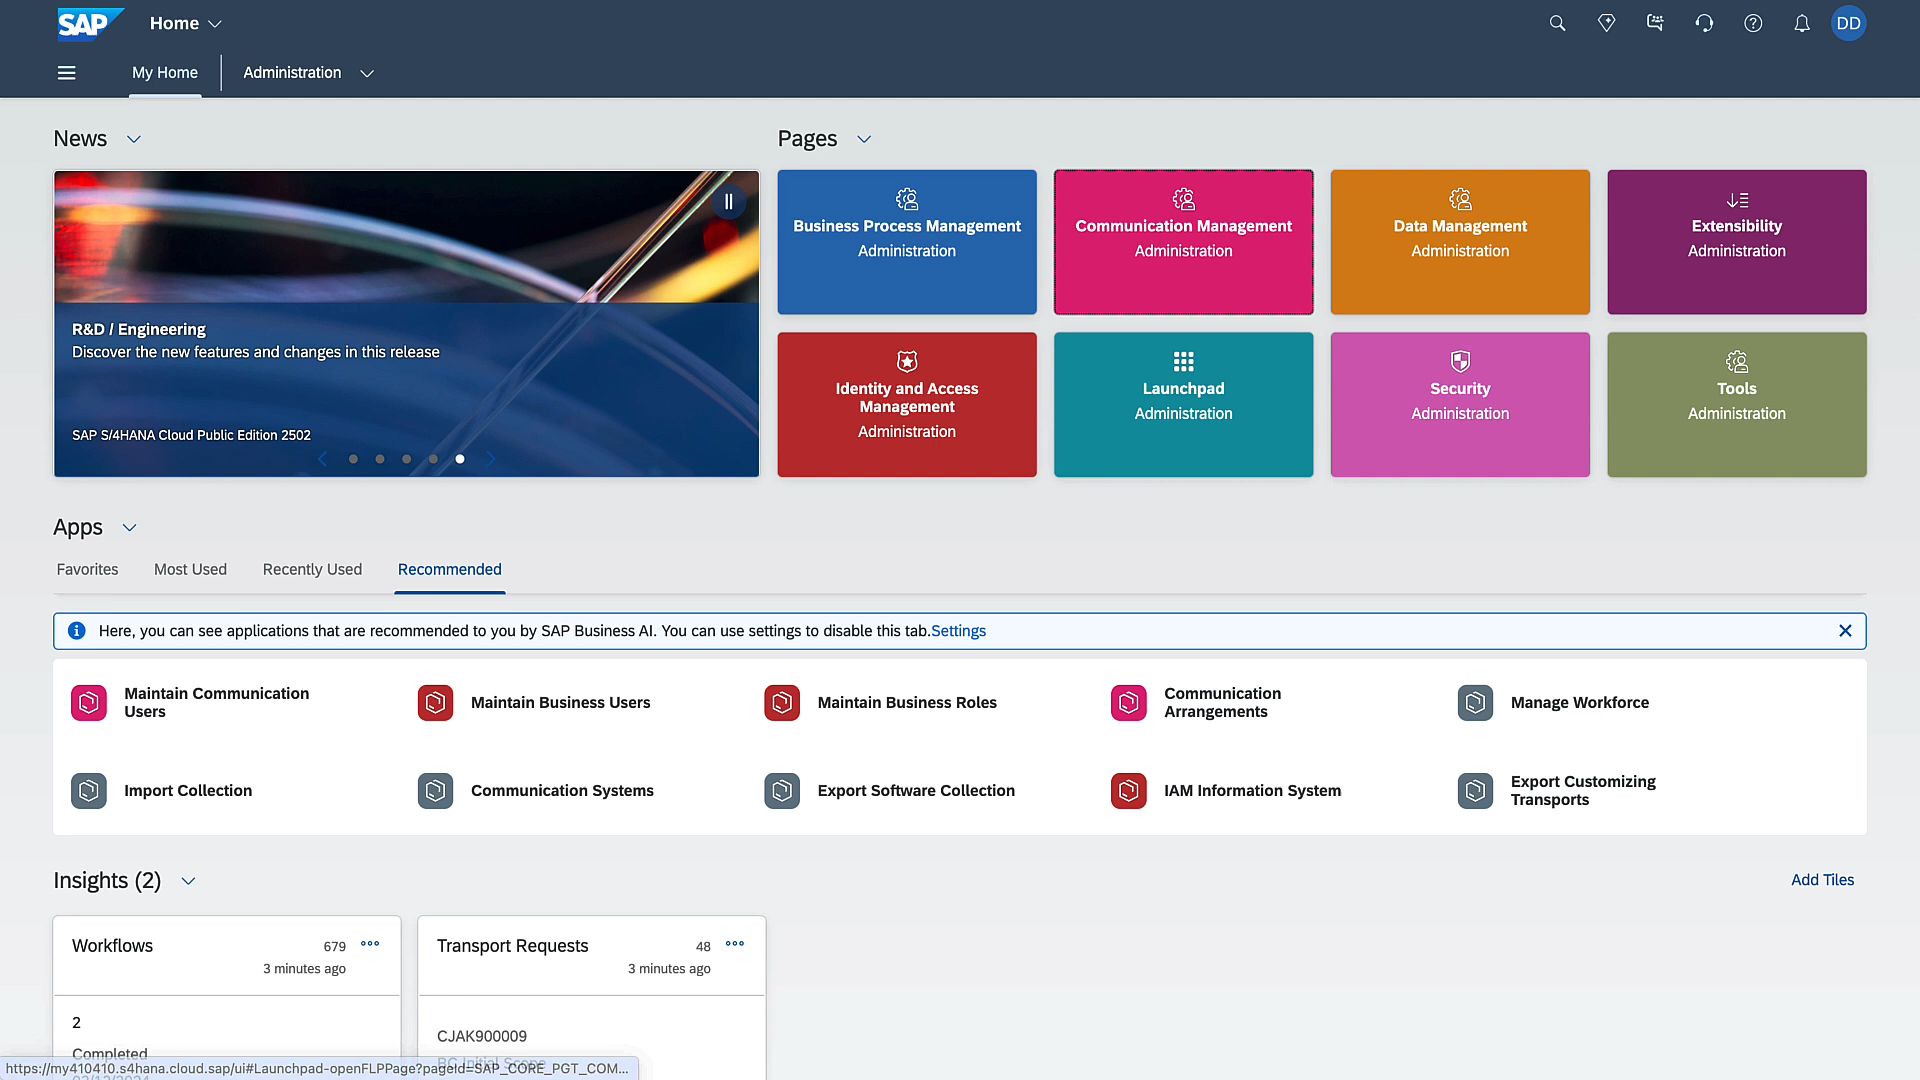 SAP
Home
DD
My Home
Administration
News
Pages
R&D / Engineering
Discover the new features and changes in this release
SAP S/4HANA Cloud Public Edition 2502
Business Process Management
Administration
Communication Management
Administration
Data Management
Administration
Extensibility
Administration
Identity and Access
Management
Administration
Launchpad
Administration
Security
Administration
Tools
Administration
Apps
Favorites
Most Used
Recently Used
Recommended
Here, you can see applications that are recommended to you by SAP Business AI. You can use settings to disable this tab.Settings
Maintain Communication
Users
Maintain Business Users
Maintain Business Roles
Communication
Arrangements
Manage Workforce
Import Collection
Communication Systems
Export Software Collection
IAM Information System
Export Customizing
Transports
Insights (2)
Add Tiles
Workflows
679
3 minutes ago
2
Completed
Transport Requests
48
3 minutes ago
CJAK900009
BC Initial Scope
https://my410410.s4hana.cloud.sap/ui#Launchpad-openFLPPage?pageId=SAP_CORE_PGT_COM...